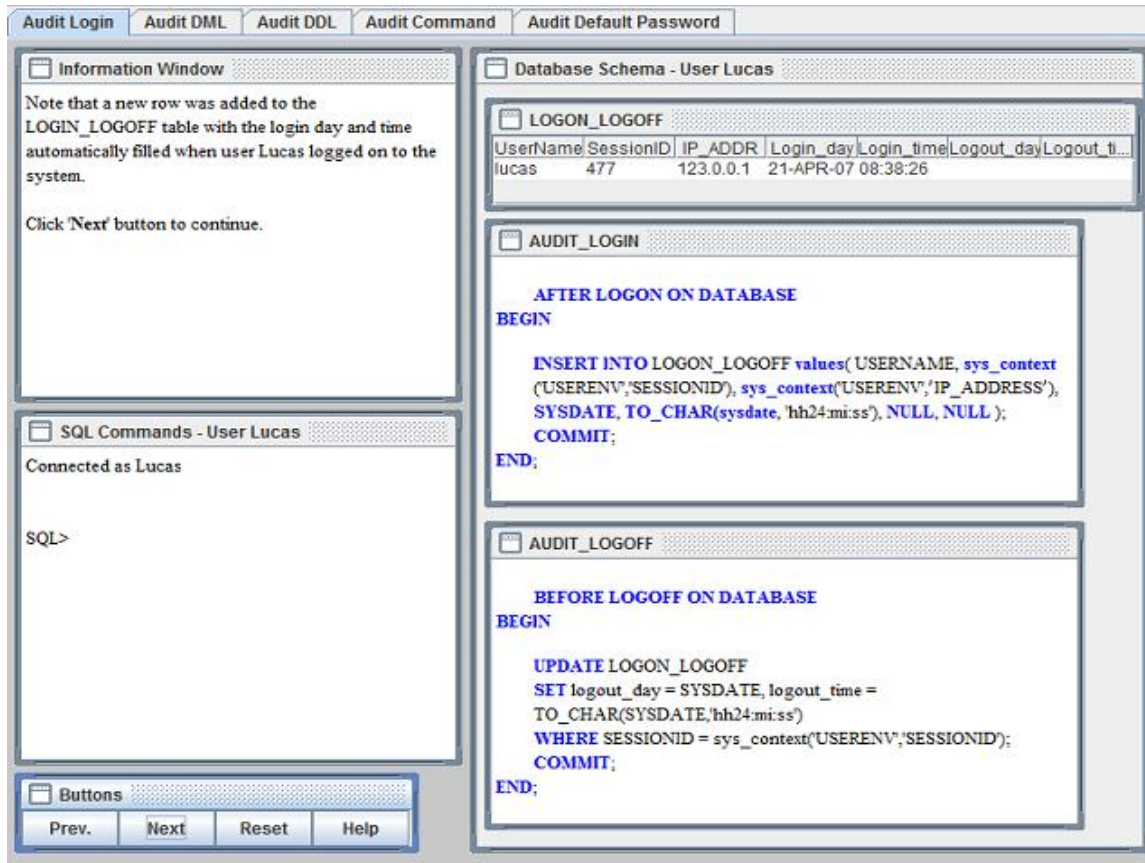 Audit Login Audit DML Audit DDL Audit Command Audit Default Password
Information Window
Note that a new row was added to the
LOGIN_LOGOFF table with the login day and time
automatically filled when user Lucas logged on to the
system.
Click 'Next' button to continue.
SQL Commands - User Lucas
Connected as Lucas
SQL>
Buttons
Prev. Next Reset Help
Database Schema - User Lucas
LOGON_LOGOFF
UserName SessionID IP_ADDR Login_day Login_time Logout_day Logout_ti...
lucas 477 123.0.0.1 21-APR-07 08:38:26
AUDIT_LOGIN
AFTER LOGON ON DATABASE
BEGIN
INSERT INTO LOGON_LOGOFF values( USERNAME, sys_context
('USERENV','SESSIONID'), sys_context('USERENV','IP_ADDRESS'),
SYSDATE, TO_CHAR(sysdate, 'hh24:mi:ss'), NULL, NULL );
COMMIT;
END;
AUDIT_LOGOFF
BEFORE LOGOFF ON DATABASE
BEGIN
UPDATE LOGON_LOGOFF
SET logout_day = SYSDATE, logout_time =
TO_CHAR(SYSDATE,'hh24:mi:ss')
WHERE SESSIONID = sys_context('USERENV','SESSIONID');
COMMIT;
END;